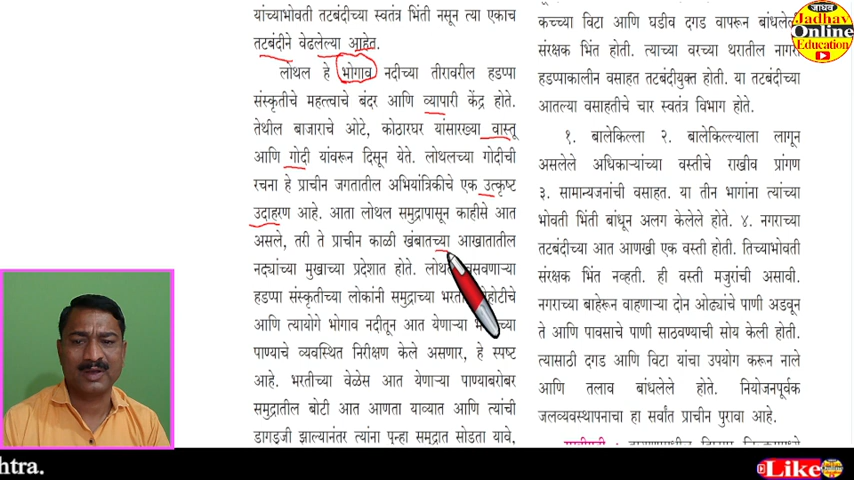 यांच्याभोवती तटबंदीच्या स्वतंत्र भिंती नसून त्या एकाच
तटबंदीने वेढलेल्या आहेत.
लोथल हे भोगाव नदीच्या तीरावरील हडप्पा
संस्कृतीचे महत्त्वाचे बंदर आणि व्यापारी केंद्र होते.
तेथील बाजाराचे ओटे, कोठारघर यांसारख्या वास्तू
आणि गोदी यांवरून दिसून येते. लोथलच्या गोदीची
रचना हे प्राचीन जगातील अभियांत्रिकीचे एक उत्कृष्ट
उदाहरण आहे. आता लोथल समुद्रापासून काहीसे आत
असले, तरी ते प्राचीन काळी खंबातच्या आखातातील
नद्यांच्या मुखाच्या प्रदेशात होते.
हडप्पा संस्कृतीच्या लोकांनी समुद्राच्या
आणि त्यायोगे भोगाव नदीतून आत येणाऱ्या
पाण्याचे व्यवस्थित निरीक्षण केले असणार, हे स्पष्ट
आहे. भरतीच्या वेळेस आत येणाऱ्या पाण्याबरोबर
समुद्रातील बोटी आत आणता याव्यात आणि त्यांची
डागडुजी झाल्यानंतर त्यांना पुन्हा समुद्रात सोडता यावे,
कच्च्या विटा आणि घडीव दगड वापरून बांधलेली
संरक्षक भिंत होती. त्याच्या वरच्या थरातील नागरी
हडप्पाकालीन वसाहत तटबंदीयुक्त होती. या तटबंदीच्या
आतल्या वसाहतीचे चार स्वतंत्र विभाग होते.
१. बालेकिल्ला २. बालेकिल्ल्याला लागून
असलेले अधिकाऱ्यांच्या वस्तीचे राखीव प्रांगण
३. सामान्यजनांची वसाहत. या तीन भागांना त्यांच्या
भोवती भिंती बांधून अलग केलेले होते. ४. नगराच्या
तटबंदीच्या आत आणखी एक वस्ती होती. तिच्याभोवती
संरक्षक भिंत नव्हती. ही वस्ती मजुरांची असावी.
नगराच्या बाहेरून वाहणाऱ्या दोन ओढ्यांचे पाणी अडवून
ते आणि पावसाचे पाणी साठवण्याची सोय केली होती.
त्यासाठी दगड आणि विटा यांचा उपयोग करून नाले
आणि तलाव बांधलेले होते. नियोजनपूर्वक
जलव्यवस्थापनाचा हा सर्वांत प्राचीन पुरावा आहे.
जाधव
Jadhav
Online
Education
htra.
Like